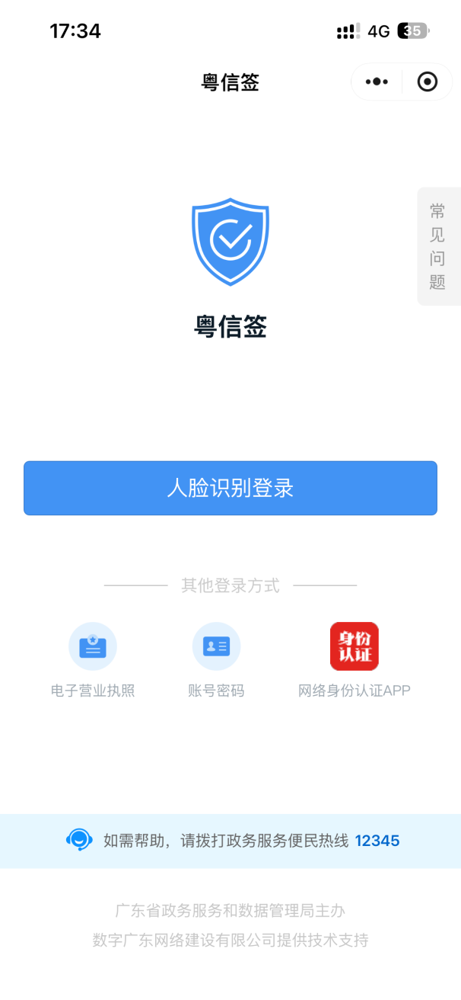 17:34
4G 35
粤信签
常见问题
粤信签
人脸识别登录
其他登录方式
身份认证
电子营业执照
账号密码
网络身份认证APP
如需帮助，请拨打政务服务便民热线 12345
广东省政务服务和数据管理局主办
数字广东网络建设有限公司提供技术支持